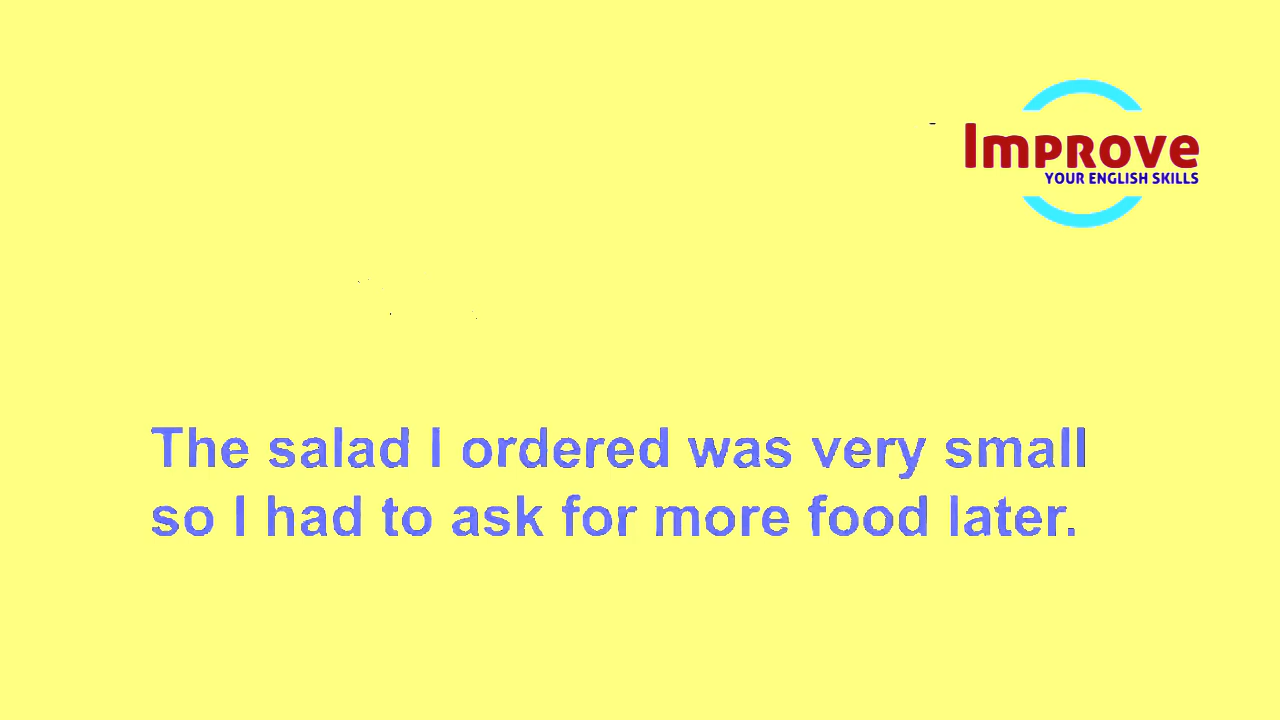 Improve
YOUR ENGLISH SKILLS
The salad I ordered was very small
so I had to ask for more food later.